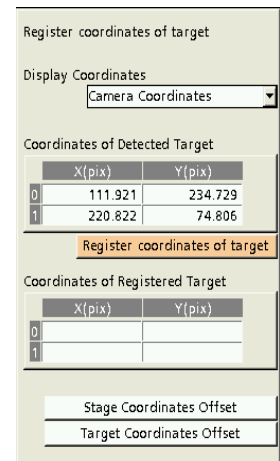 Register coordinates of target
Display Coordinates
Camera Coordinates
Coordinates of Detected Target
X(pix) Y(pix)
0 111.921 234.729
1 220.822 74.806
Register coordinates of target
Coordinates of Registered Target
X(pix) Y(pix)
0
1
Stage Coordinates Offset
Target Coordinates Offset